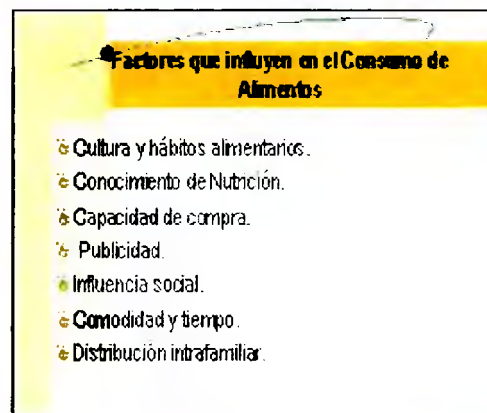 Factores que influyen en el Consumo de
Alimentos
Cultura y hábitos alimentarios.
Conocimiento de Nutrición.
Capacidad de compra.
Publicidad.
Influencia social.
Comodidad y tiempo.
Distribución intrafamiliar.